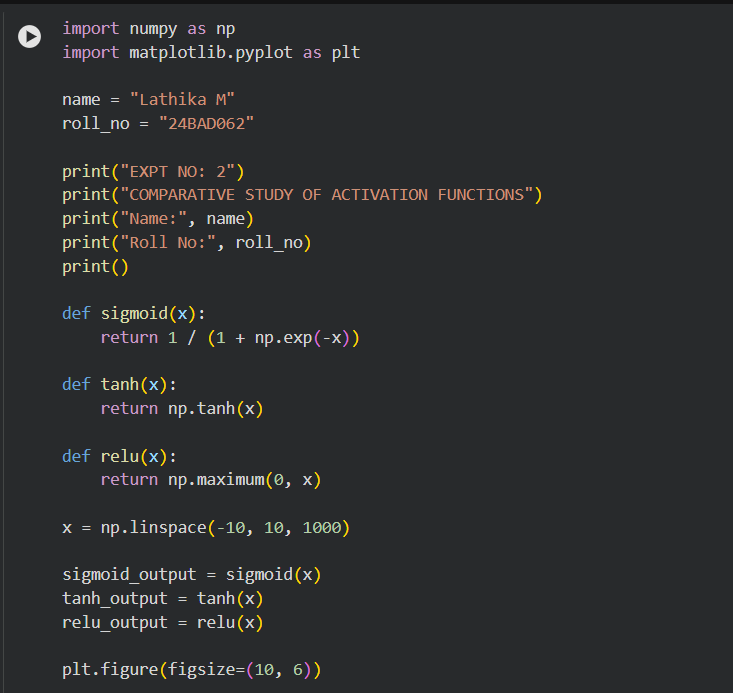 import numpy as np
import matplotlib.pyplot as plt
name = "Lathika M"
roll_no = "24BAD062"
print("EXPT NO: 2")
print("COMPARATIVE STUDY OF ACTIVATION FUNCTIONS")
print("Name:", name)
print("Roll No:", roll_no)
print()
def sigmoid(x):
    return 1 / (1 + np.exp(-x))
def tanh(x):
    return np.tanh(x)
def relu(x):
    return np.maximum(0, x)
x = np.linspace(-10, 10, 1000)
sigmoid_output = sigmoid(x)
tanh_output = tanh(x)
relu_output = relu(x)
plt.figure(figsize=(10, 6))